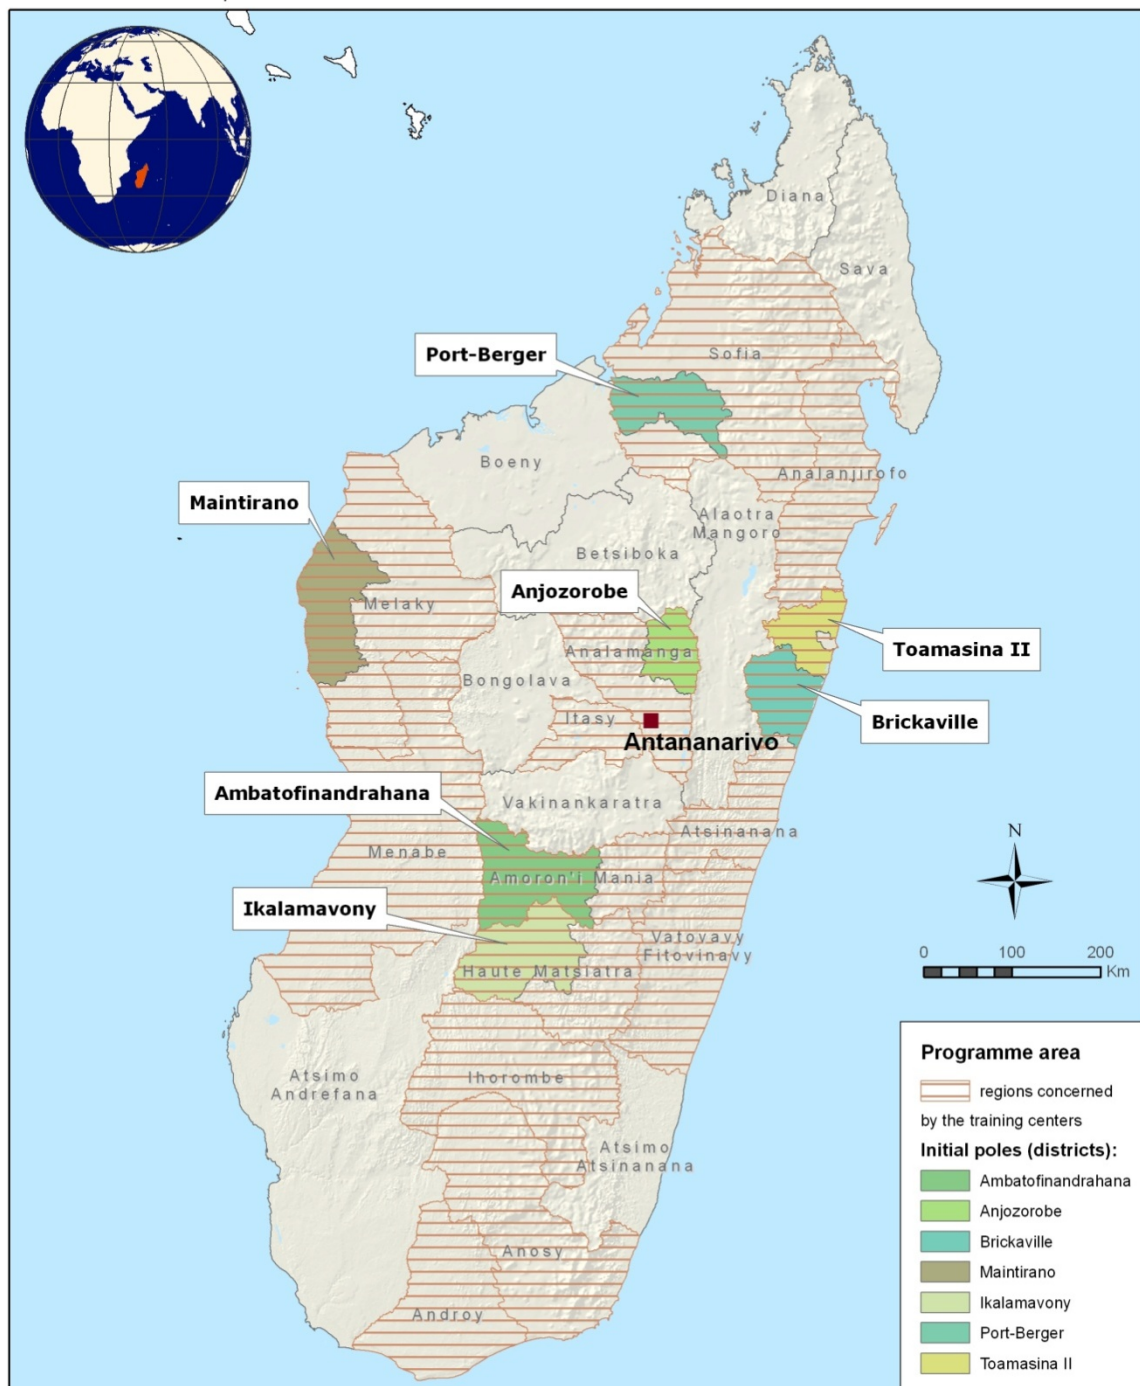 Diana
Sava
Sofia
Port-Berger
Boeny
Analanjirofo
Maintirano
Alaotra
Mangoro
Betsiboka
Anjozorobe
Melaky
Toamasina II
Analamanga
Bongolava
Brickaville
Itasy
Antananarivo
Ambatofinandrahana
Vakinankaratra
Atsinanana
Menabe
Amoron'i Mania
Ikalamavony
Vatovavy
Fitovinavy
Haute Matsiatra
N
0 100 200
Km
Atsimo
Andrefana
Ihorombe
Atsimo
Atsinanana
Anosy
Androy
Programme area
regions concerned
by the training centers
Initial poles (districts):
Ambatofinandrahana
Anjozorobe
Brickaville
Maintirano
Ikalamavony
Port-Berger
Toamasina II